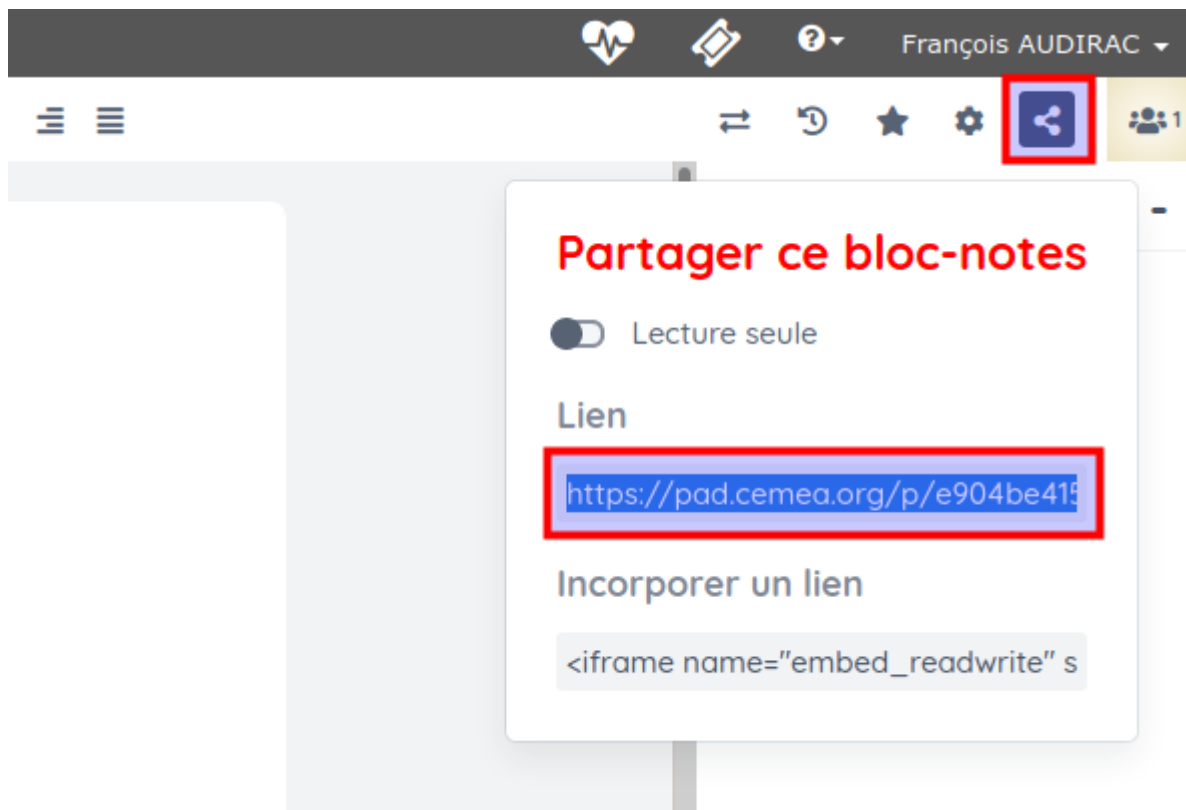 François AUDIRAC
1
Partager ce bloc-notes
Lecture seule
Lien
https://pad.cemea.org/p/e904be415
Incorporer un lien
<iframe name="embed_readwrite" s